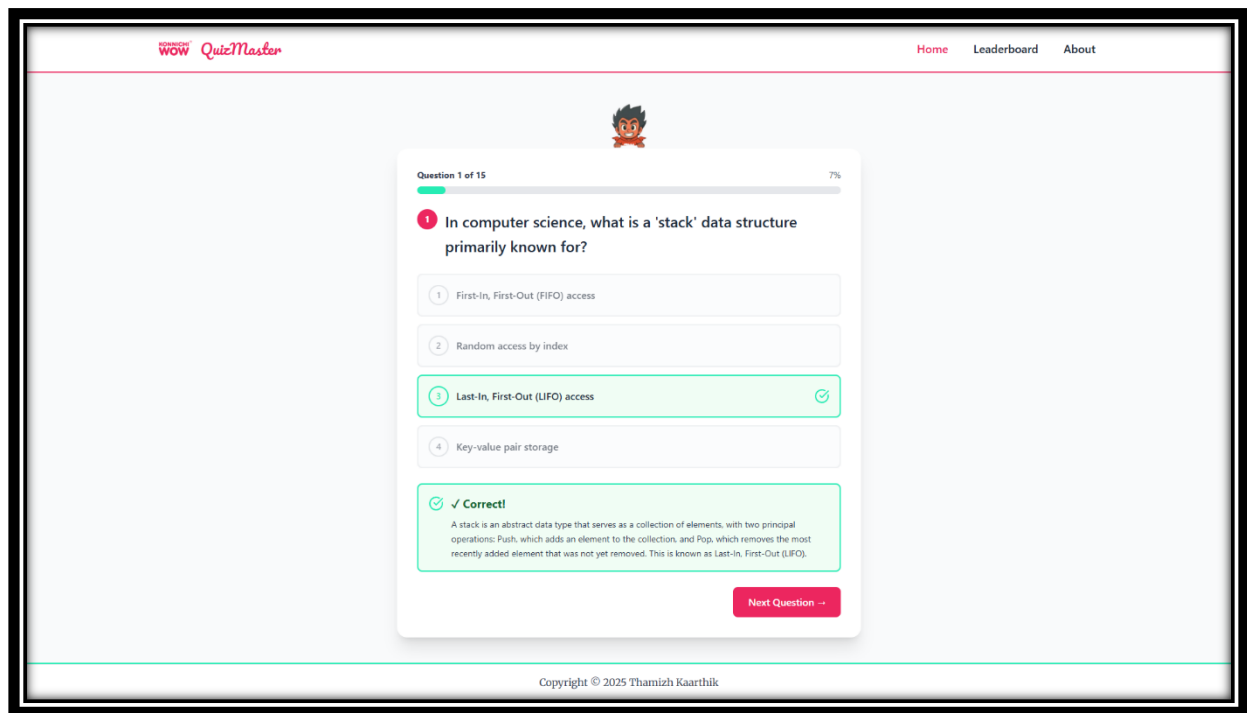 KONNICHI
WOW QuizMaster
Home Leaderboard About
Question 1 of 15 7%
1 In computer science, what is a 'stack' data structure
primarily known for?
1 First-In, First-Out (FIFO) access
2 Random access by index
3 Last-In, First-Out (LIFO) access
4 Key-value pair storage
✓ Correct!
A stack is an abstract data type that serves as a collection of elements, with two principal
operations: Push, which adds an element to the collection, and Pop, which removes the most
recently added element that was not yet removed. This is known as Last-In, First-Out (LIFO).
Next Question →
Copyright © 2025 Thamizh Kaarthik